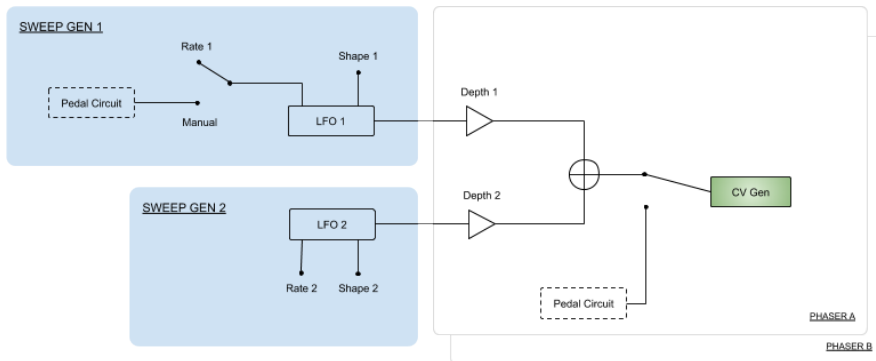 SWEEP GEN 1
Rate 1
Shape 1
Pedal Circuit
Manual
LFO 1
Depth 1
CV Gen
SWEEP GEN 2
LFO 2
Depth 2
Rate 2
Shape 2
Pedal Circuit
PHASER A
PHASER B